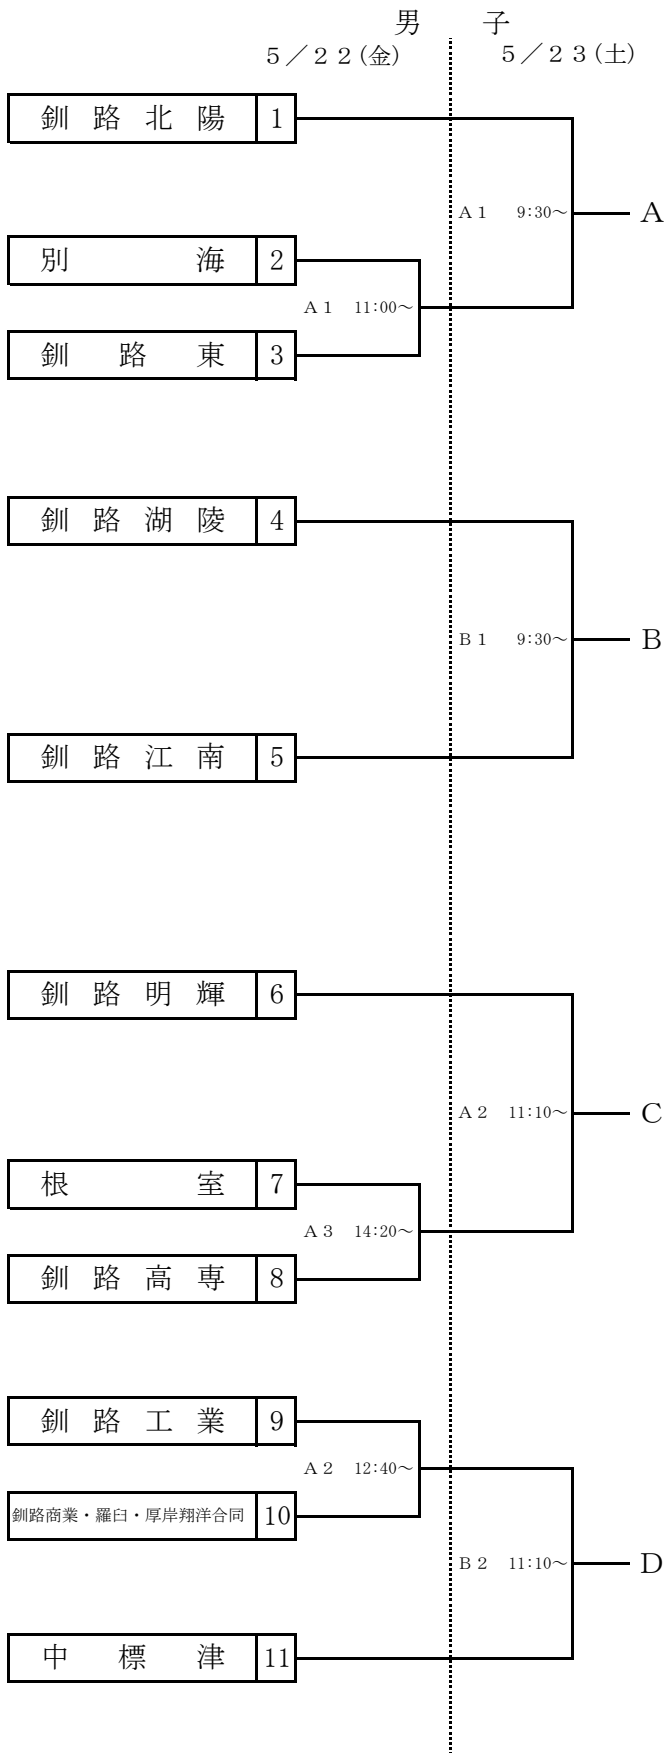 男　子
５／２２(金)　５／２３(土)
釧路北陽 1
A1 9:30～ A
別海 2
A1 11:00～
釧路東 3
釧路湖陵 4
B1 9:30～ B
釧路江南 5
釧路明輝 6
A2 11:10～ C
根室 7
A3 14:20～
釧路高専 8
釧路工業 9
A2 12:40～
釧路商業・羅臼・厚岸翔洋合同 10
B2 11:10～ D
中標津 11